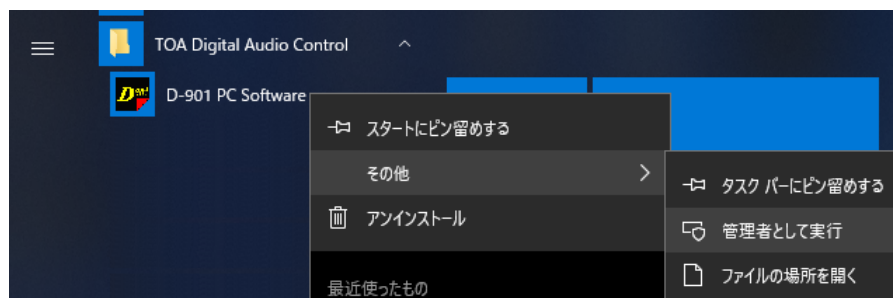 TOA Digital Audio Control
D-901 PC Software
スタートにピン留めする
その他
アンインストール
最近使ったもの
タスク バーにピン留めする
管理者として実行
ファイルの場所を開く